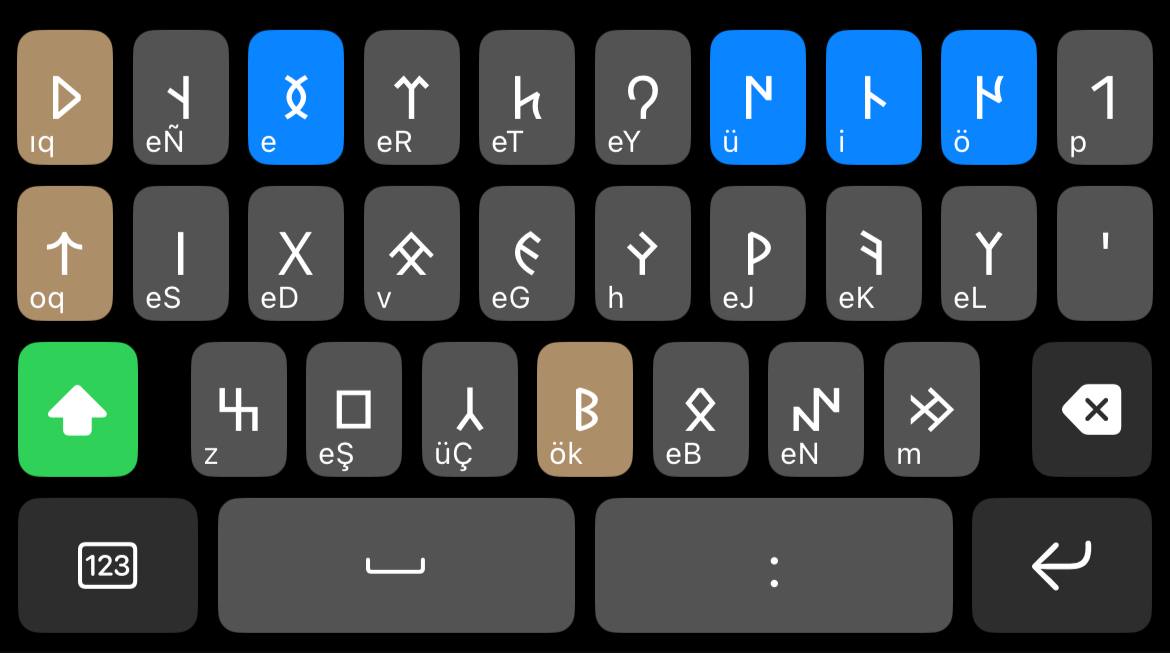 𐰶 𐰭 𐰅 𐰼 𐱅 𐰘 𐰇 𐰄 𐰈 𐰯
ıq eÑ e eR eT eY ü i ö p
𐱃 𐰾 𐰓 𐰌 𐰏 𐰚 𐰠 '
oq eS eD v eG h eJ eK eL
𐰔 𐰲 𐰜 𐰋 𐰤 𐰢
z eŞ üÇ ök eB eN m
123 :